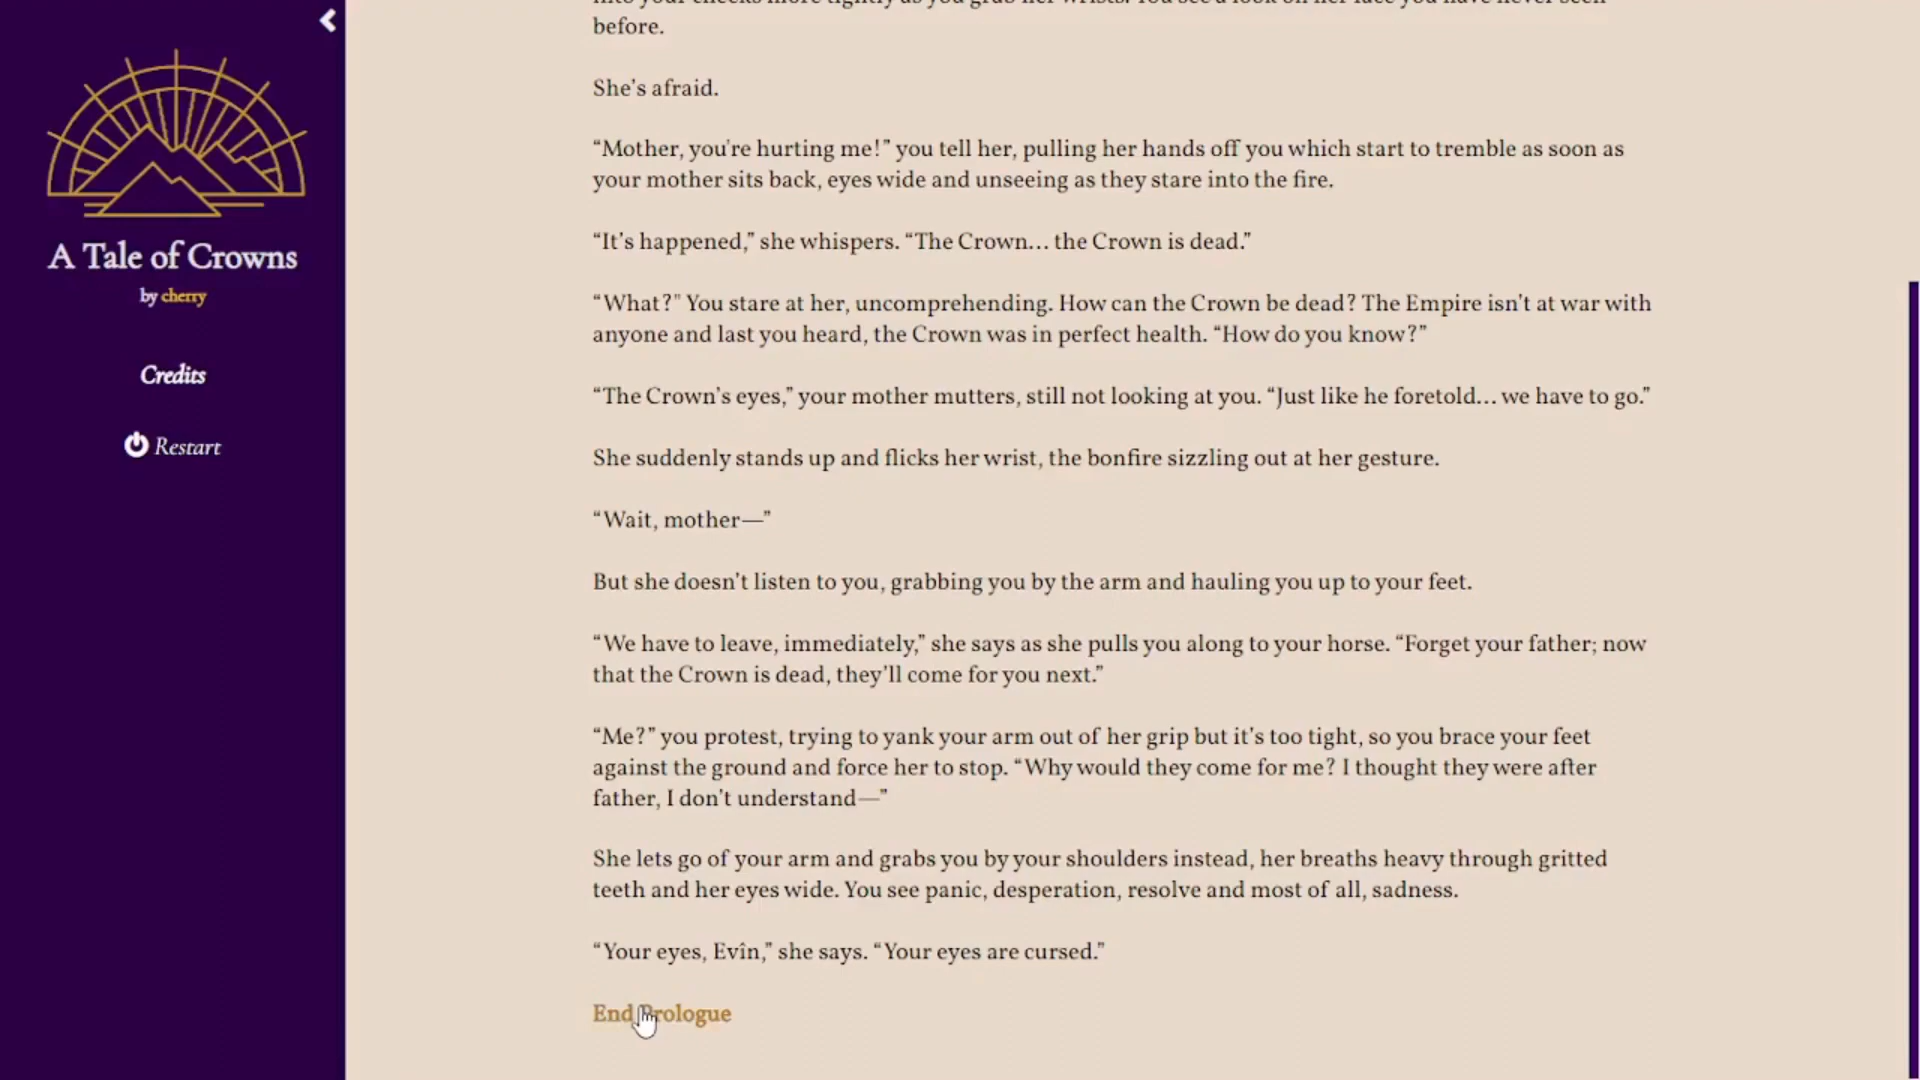 A Tale of Crowns
by cherry
Credits
Restart
before.
She's afraid.
“Mother, you're hurting me!” you tell her, pulling her hands off you which start to tremble as soon as
your mother sits back, eyes wide and unseeing as they stare into the fire.
“It's happened,” she whispers. “The Crown… the Crown is dead.”
“What?" You stare at her, uncomprehending. How can the Crown be dead? The Empire isn't at war with
anyone and last you heard, the Crown was in perfect health. “How do you know?”
“The Crown's eyes,” your mother mutters, still not looking at you. “Just like he foretold… we have to go.”
She suddenly stands up and flicks her wrist, the bonfire sizzling out at her gesture.
“Wait, mother—”
But she doesn't listen to you, grabbing you by the arm and hauling you up to your feet.
“We have to leave, immediately,” she says as she pulls you along to your horse. “Forget your father; now
that the Crown is dead, they'll come for you next.”
“Me?” you protest, trying to yank your arm out of her grip but it's too tight, so you brace your feet
against the ground and force her to stop. “Why would they come for me? I thought they were after
father, I don't understand—”
She lets go of your arm and grabs you by your shoulders instead, her breaths heavy through gritted
teeth and her eyes wide. You see panic, desperation, resolve and most of all, sadness.
“Your eyes, Evîn,” she says. “Your eyes are cursed.”
End Prologue